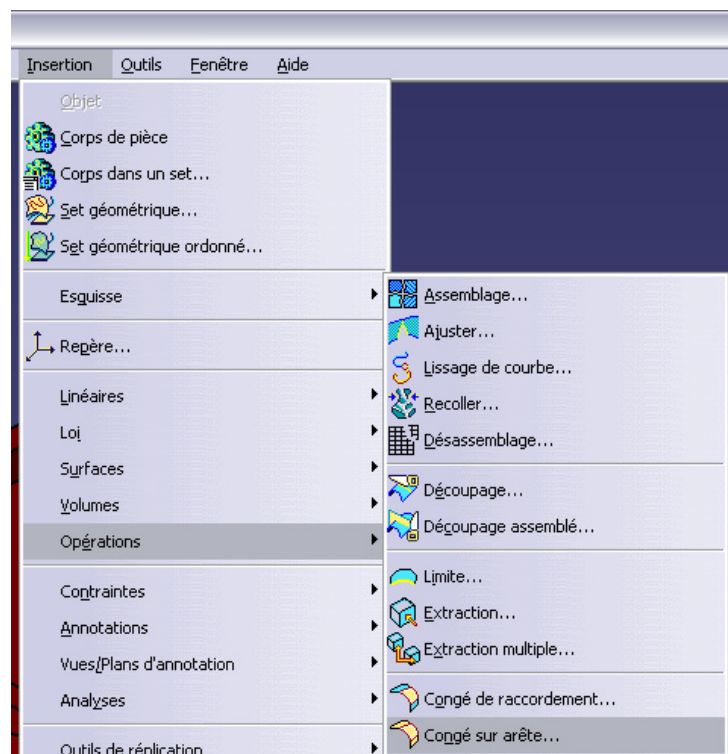 Insertion Outils Fenêtre Aide
Objet
Corps de pièce
Corps dans un set...
Set géométrique...
Set géométrique ordonné...
Esquisse
Repère...
Linéaires
Loi
Surfaces
Volumes
Opérations
Contraintes
Annotations
Vues/Plans d'annotation
Analyses
Outils de réplication
Assemblage...
Ajuster...
Lissage de courbe...
Recoller...
Désassemblage...
Découpage...
Découpage assemblé...
Limite...
Extraction...
Extraction multiple...
Congé de raccordement...
Congé sur arête...